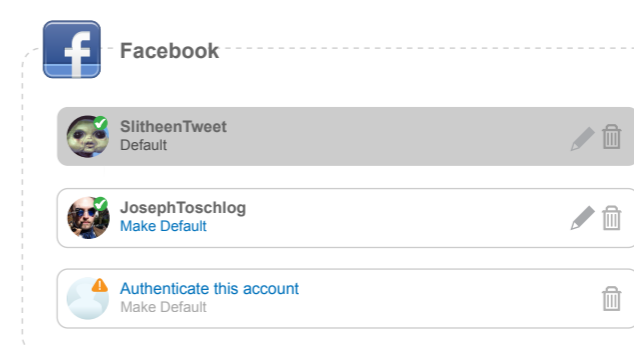 Facebook
SlitheenTweet
Default
JosephToschlog
Make Default
Authenticate this account
Make Default